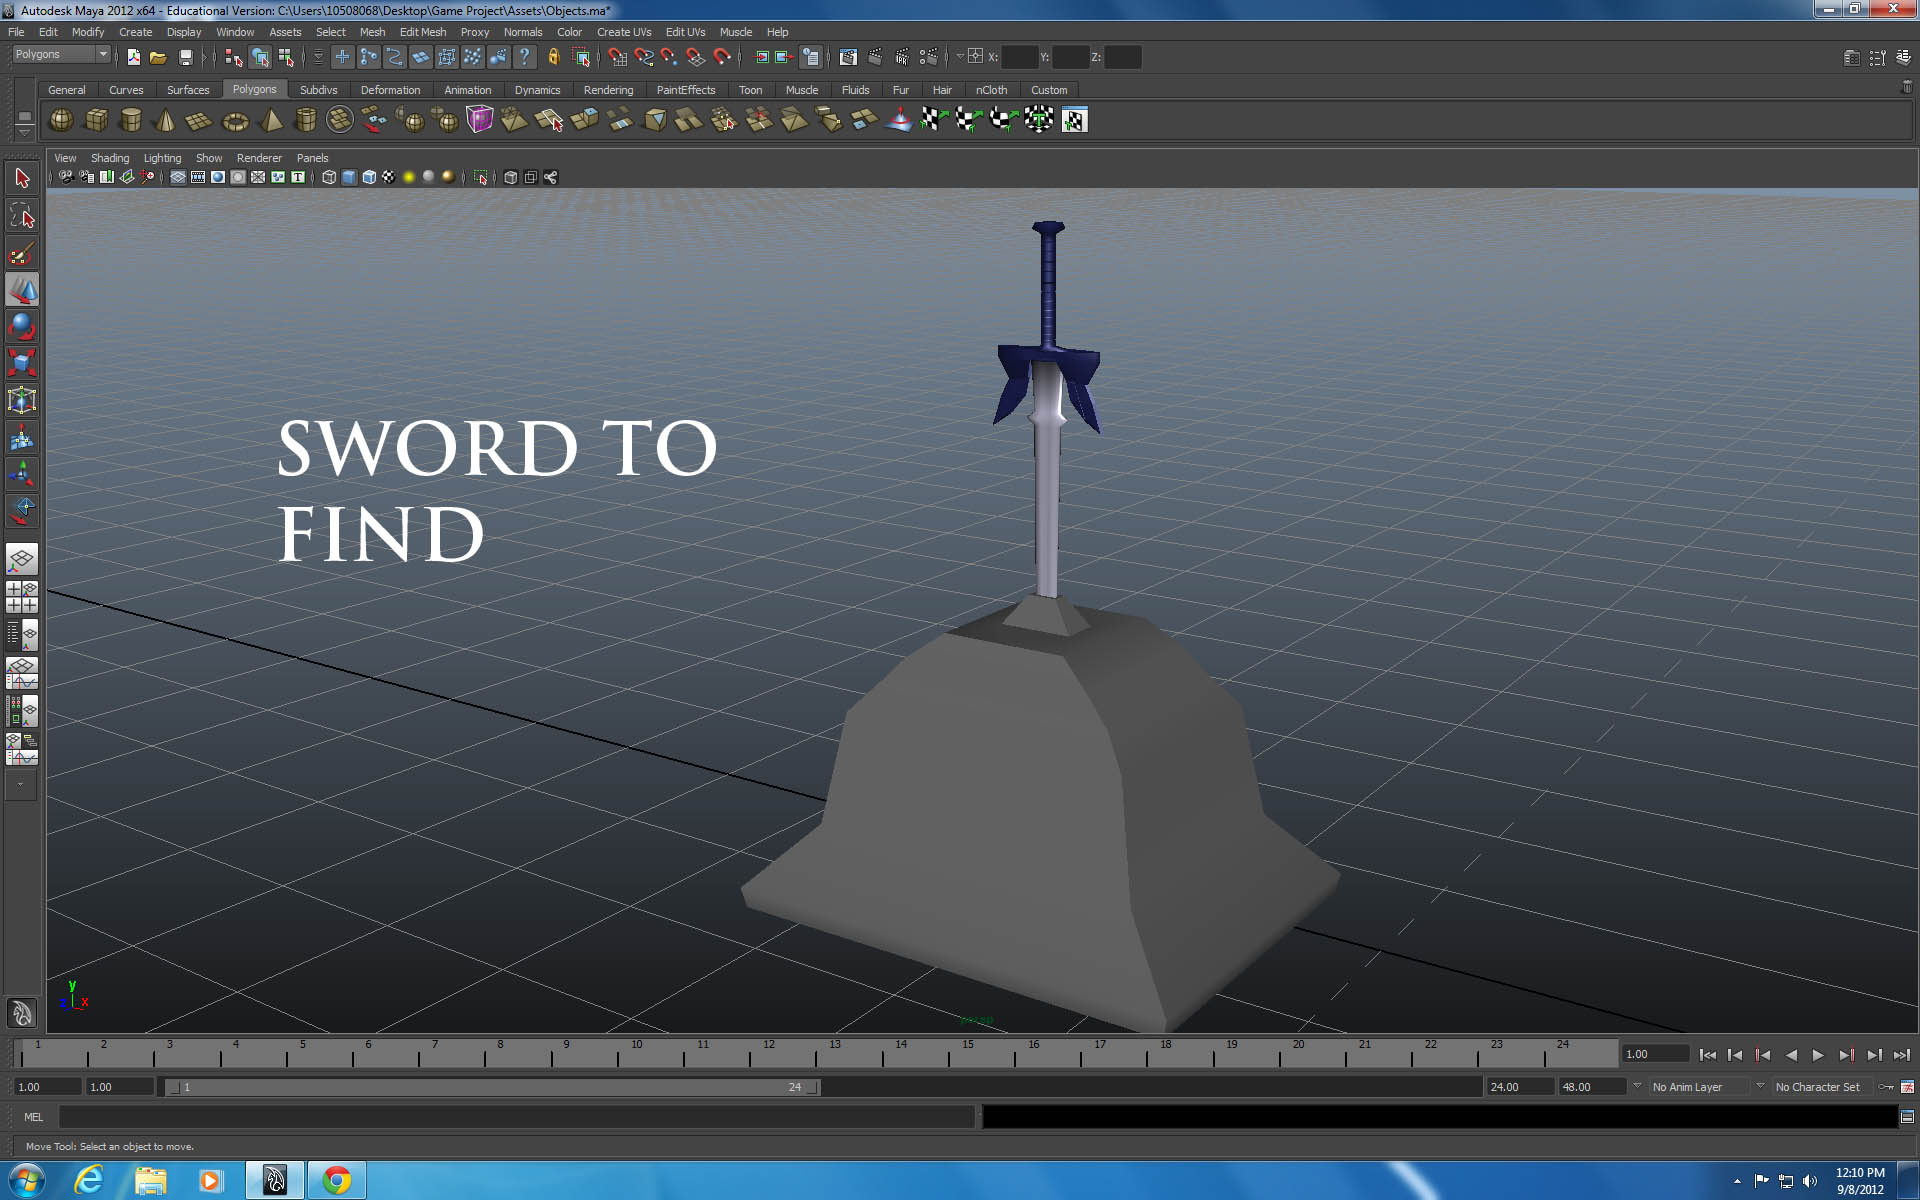 Autodesk Maya 2012 x64 - Educational Version: C:\Users\10508068\Desktop\Game Project\Assets\Objects.ma*
File Edit Modify Create Display Window Assets Select Mesh Edit Mesh Proxy Normals Color Create UVs Edit UVs Muscle Help
Polygons X: Y: Z:
General Curves Surfaces Polygons Subdivs Deformation Animation Dynamics Rendering PaintEffects Toon Muscle Fluids Fur Hair nCloth Custom
View Shading Lighting Show Renderer Panels
SWORD TO
FIND
y
z x
persp
1 2 3 4 5 6 7 8 9 10 11 12 13 14 15 16 17 18 19 20 21 22 23 24 1.00
1.00 1.00 1 24 24.00 48.00 No Anim Layer No Character Set
MEL
Move Tool: Select an object to move.
12:10 PM
9/8/2012